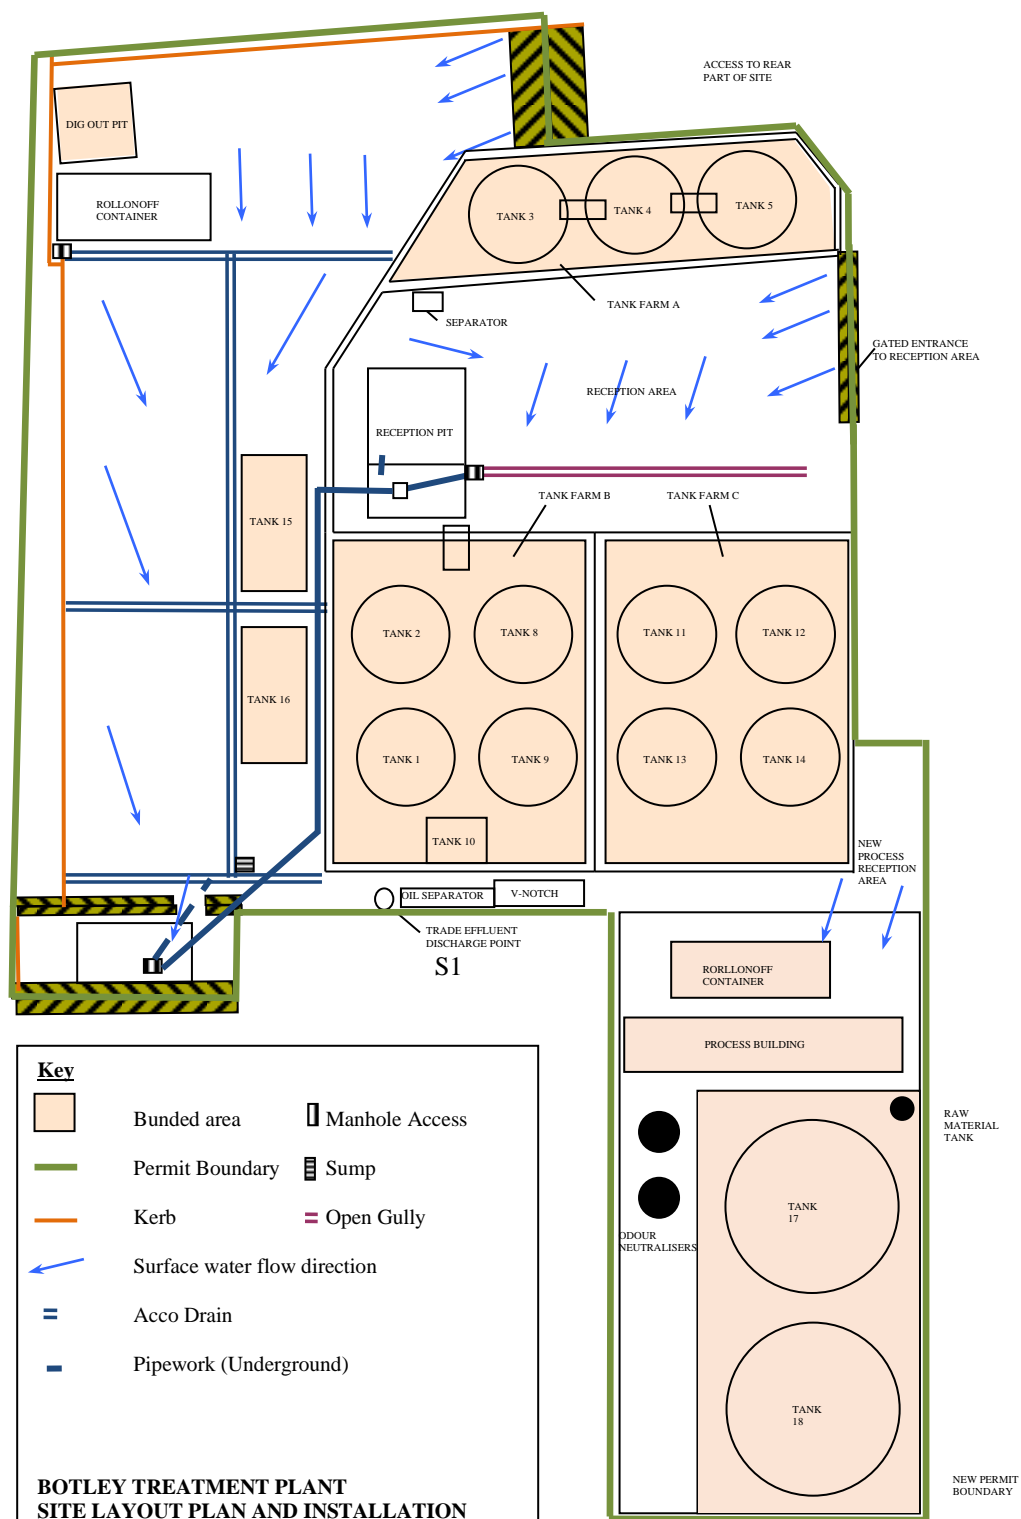 ACCESS TO REAR
PART OF SITE
DIG OUT PIT
ROLLONOFF
CONTAINER
TANK 3
TANK 4
TANK 5
TANK FARM A
SEPARATOR
GATED ENTRANCE
TO RECEPTION AREA
RECEPTION AREA
RECEPTION PIT
TANK FARM B
TANK FARM C
TANK 15
TANK 2
TANK 8
TANK 11
TANK 12
TANK 16
TANK 1
TANK 9
TANK 13
TANK 14
TANK 10
NEW
PROCESS
RECEPTION
AREA
OIL SEPARATOR
V-NOTCH
TRADE EFFLUENT
DISCHARGE POINT
S1
RORLLONOFF
CONTAINER
PROCESS BUILDING
RAW
MATERIAL
TANK
TANK
17
ODOUR
NEUTRALISERS
TANK
18
NEW PERMIT
BOUNDARY
Key
Bunded area
Manhole Access
Permit Boundary
Sump
Kerb
Open Gully
Surface water flow direction
Acco Drain
Pipework (Underground)
BOTLEY TREATMENT PLANT
SITE LAYOUT PLAN AND INSTALLATION